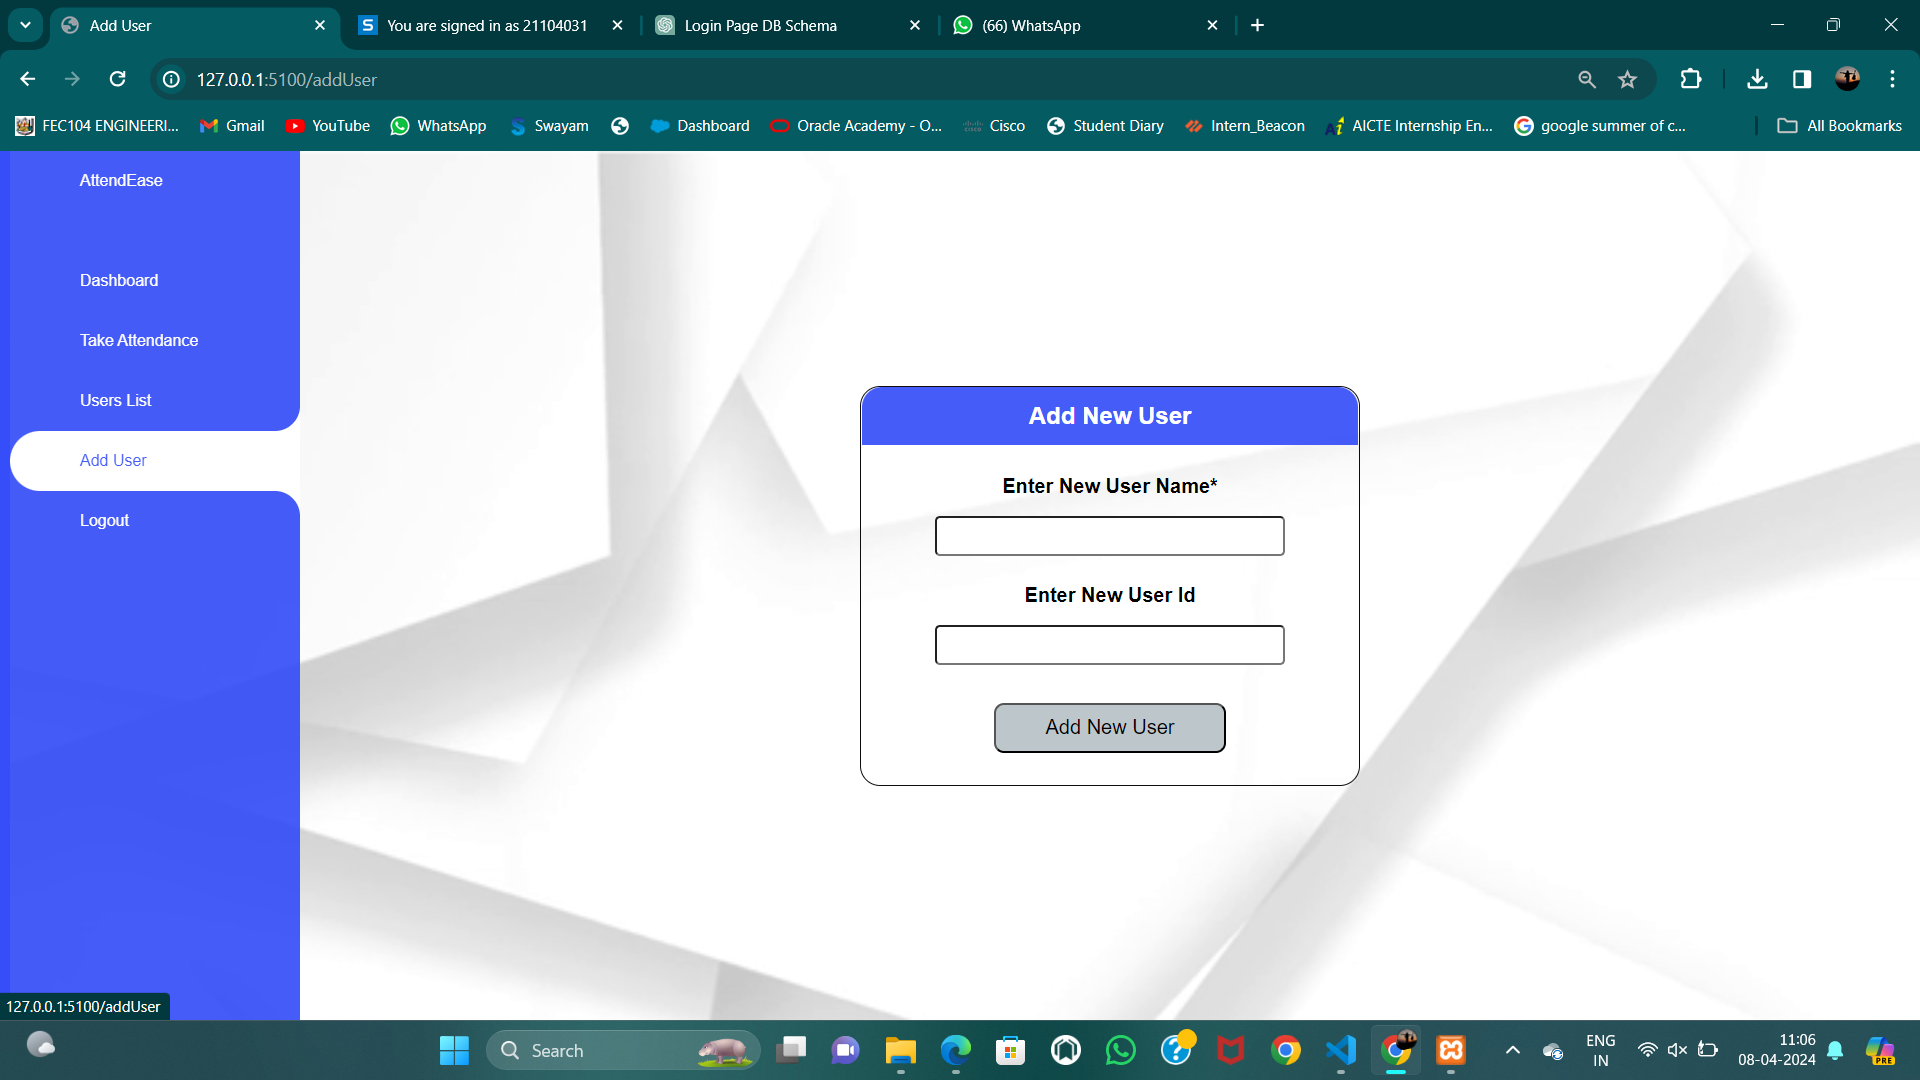 Add User
You are signed in as 21104031
Login Page DB Schema
(66) WhatsApp
127.0.0.1:5100/addUser
FEC104 ENGINEERI...
Gmail
YouTube
WhatsApp
Swayam
Dashboard
Oracle Academy - O...
Cisco
Student Diary
Intern_Beacon
AICTE Internship En...
google summer of c...
All Bookmarks
AttendEase
Dashboard
Take Attendance
Users List
Add User
Logout
Add New User
Enter New User Name*
Enter New User Id
Add New User
127.0.0.1:5100/addUser
Search
ENG
IN
11:06
08-04-2024
PRE